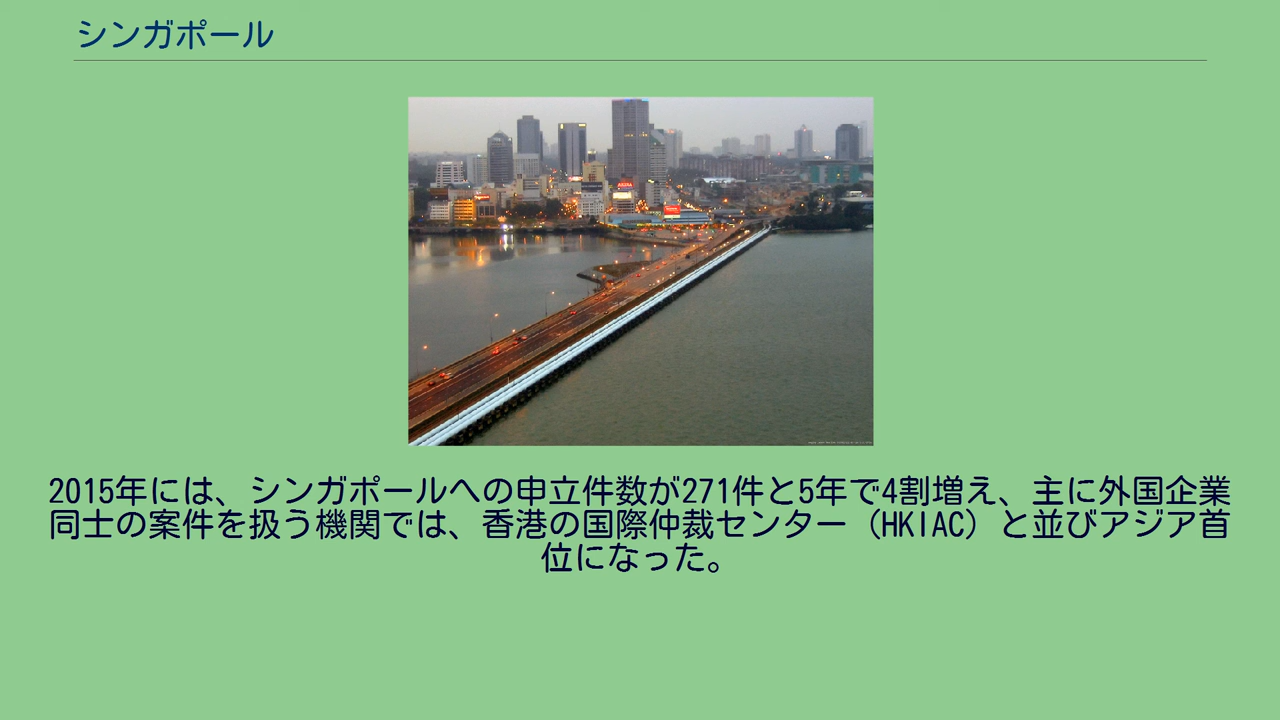 シンガポール
2015年には、シンガポールへの申立件数が271件と5年で4割増え、主に外国企業
同士の案件を扱う機関では、香港の国際仲裁センター（HKIAC）と並びアジア首
位になった。